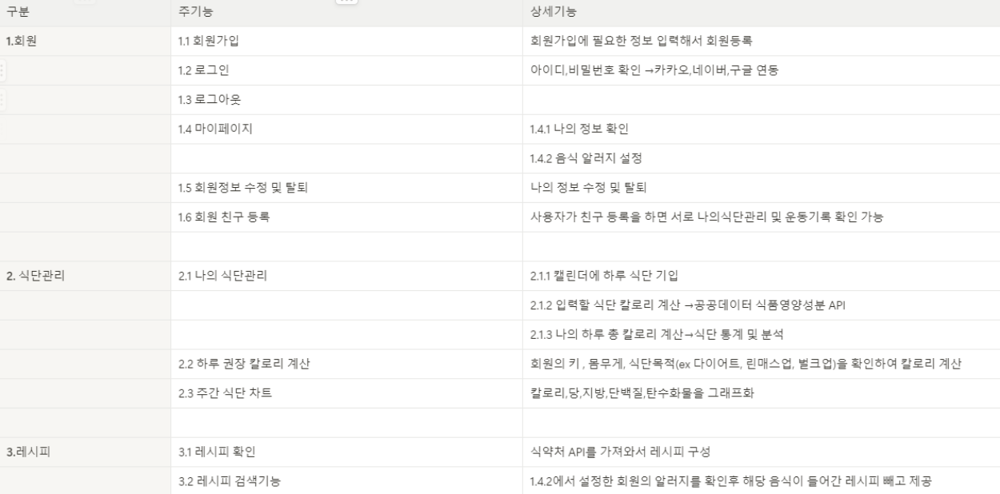 구분 주기능 상세기능
1.회원 1.1 회원가입 회원가입에 필요한 정보 입력해서 회원등록
1.2 로그인 아이디,비밀번호 확인 →카카오,네이버,구글 연동
1.3 로그아웃
1.4 마이페이지 1.4.1 나의 정보 확인
1.4.2 음식 알러지 설정
1.5 회원정보 수정 및 탈퇴 나의 정보 수정 및 탈퇴
1.6 회원 친구 등록 사용자가 친구 등록을 하면 서로 나의식단관리 및 운동기록 확인 가능
2. 식단관리 2.1 나의 식단관리 2.1.1 캘린더에 하루 식단 기입
2.1.2 입력할 식단 칼로리 계산 →공공데이터 식품영양성분 API
2.1.3 나의 하루 총 칼로리 계산→식단 통계 및 분석
2.2 하루 권장 칼로리 계산 회원의 키 , 몸무게, 식단목적(ex 다이어트, 린매스업, 벌크업)을 확인하여 칼로리 계산
2.3 주간 식단 차트 칼로리,당,지방,단백질,탄수화물을 그래프화
3.레시피 3.1 레시피 확인 식약처 API를 가져와서 레시피 구성
3.2 레시피 검색기능 1.4.2에서 설정한 회원의 알러지를 확인후 해당 음식이 들어간 레시피 빼고 제공